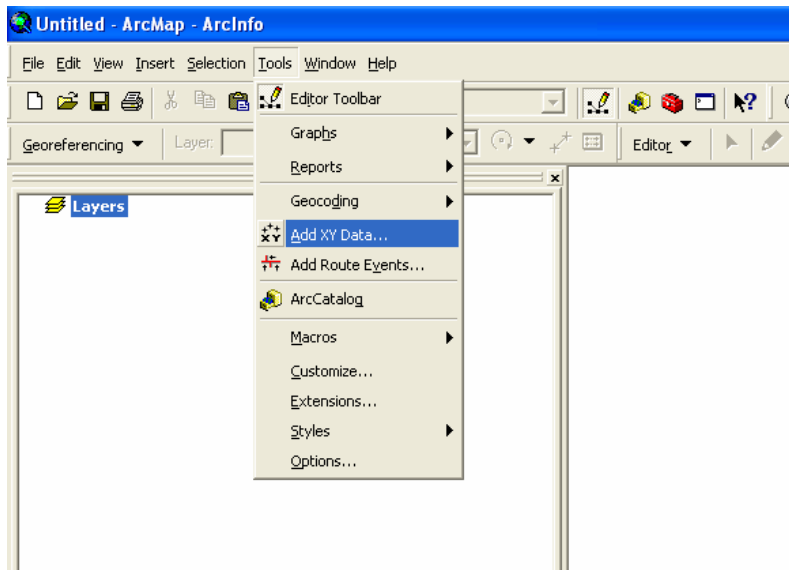 Untitled - ArcMap - ArcInfo
File Edit View Insert Selection Tools Window Help
Georeferencing Layer: Editor
Layers
Editor Toolbar
Graphs
Reports
Geocoding
Add XY Data...
Add Route Events...
ArcCatalog
Macros
Customize...
Extensions...
Styles
Options...